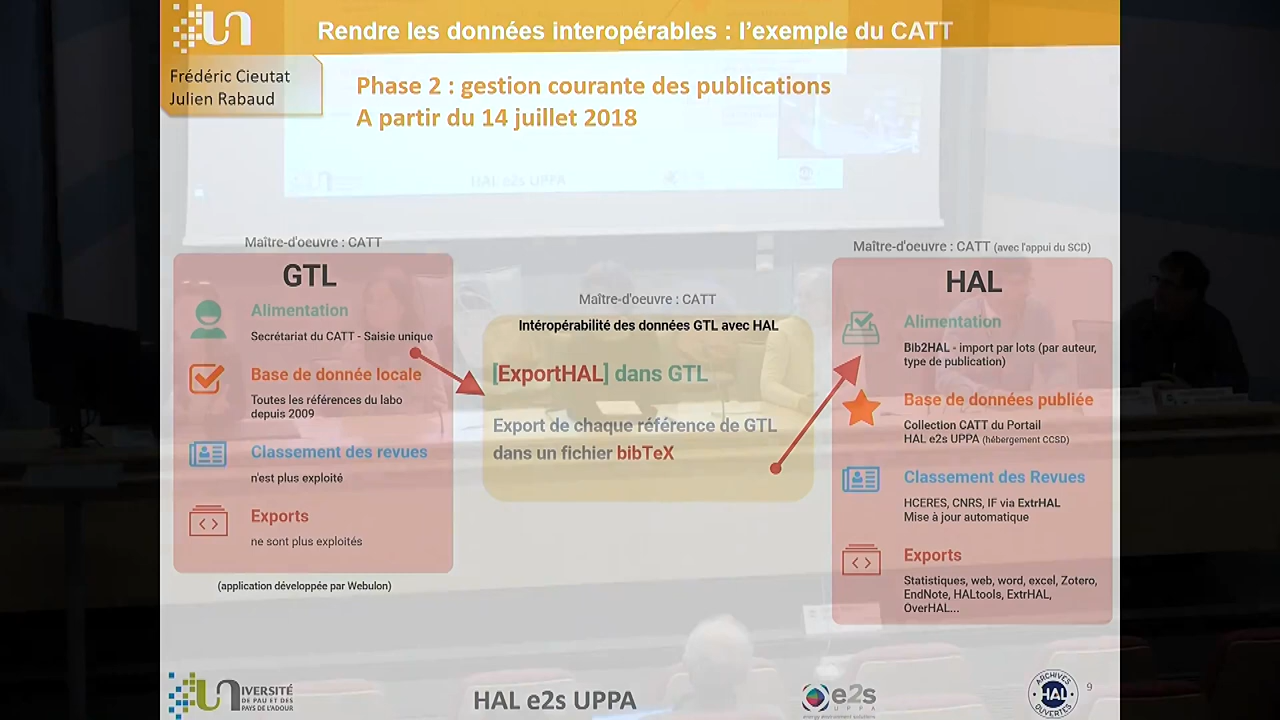 Rendre les données interopérables : l'exemple du CATT
Frédéric Cieutat
Julien Rabaud
Phase 2 : gestion courante des publications
A partir du 14 juillet 2018
HAL e2s UPPA
Maître-d'oeuvre : CATT
GTL
Alimentation
Secrétariat du CATT - Saisie unique
Base de donnée locale
Toutes les références du labo
depuis 2009
Classement des revues
n'est plus exploité
Exports
ne sont plus exploités
(application développée par Webulon)
Maître-d'oeuvre : CATT
Intéropérabilité des données GTL avec HAL
[ExportHAL] dans GTL
Export de chaque référence de GTL
dans un fichier bibTeX
Maître-d'oeuvre : CATT (avec l'appui du SCD)
HAL
Alimentation
Bib2HAL - import par lots (par auteur,
type de publication)
Base de données publiée
Collection CATT du Portail
HAL e2s UPPA (hébergement CCSD)
Classement des Revues
HCERES, CNRS, IF via ExtrHAL
Mise à jour automatique
Exports
Statistiques, web, word, excel, Zotero,
EndNote, HALtools, ExtrHAL,
OverHAL...
UNIVERSITÉ
DE PAU ET DES
PAYS DE L'ADOUR
HAL e2s UPPA
e2s
UPPA
energy environment solutions
ARCHIVES
HAL
OUVERTES
9